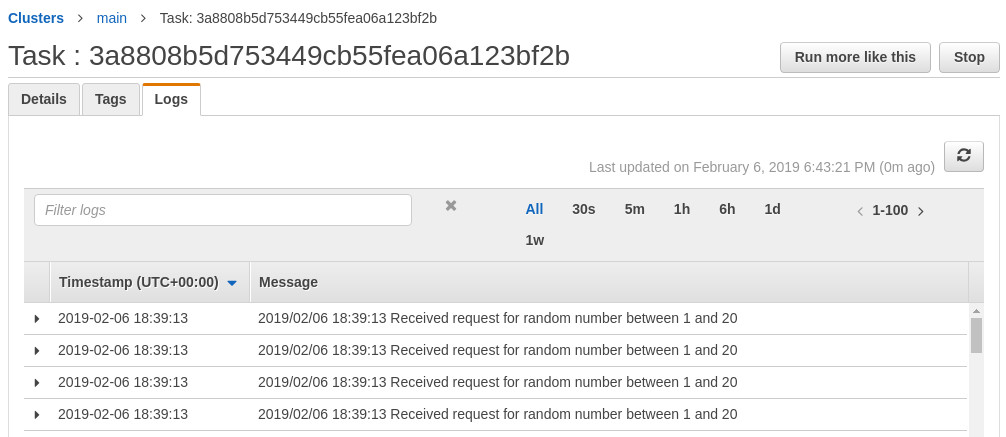 Clusters > main > Task: 3a8808b5d753449cb55fea06a123bf2b
Task : 3a8808b5d753449cb55fea06a123bf2b
Run more like this Stop
Details Tags Logs
Last updated on February 6, 2019 6:43:21 PM (0m ago)
Filter logs All 30s 5m 1h 6h 1d < 1-100 >
1w
Timestamp (UTC+00:00) Message
2019-02-06 18:39:13 2019/02/06 18:39:13 Received request for random number between 1 and 20
2019-02-06 18:39:13 2019/02/06 18:39:13 Received request for random number between 1 and 20
2019-02-06 18:39:13 2019/02/06 18:39:13 Received request for random number between 1 and 20
2019-02-06 18:39:13 2019/02/06 18:39:13 Received request for random number between 1 and 20